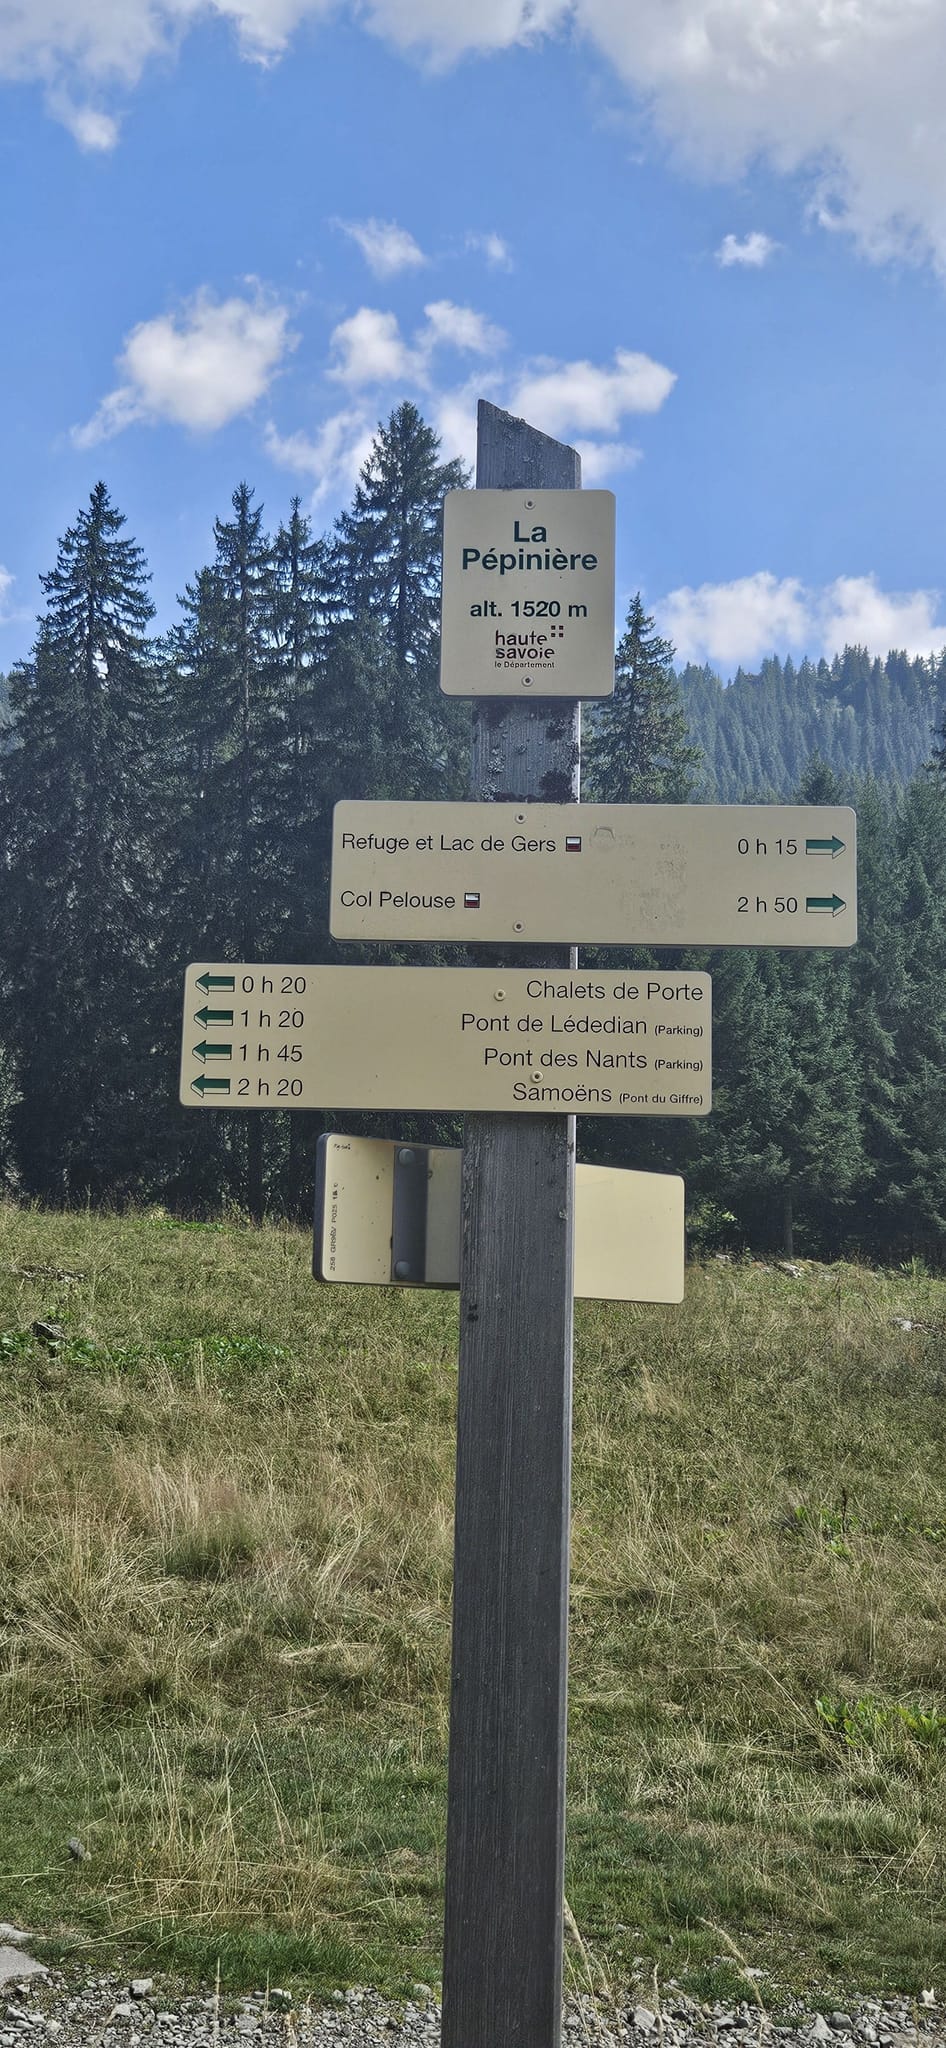 La
Pépinière
alt. 1520 m
haute
savoie
le Département
Refuge et Lac de Gers 0 h 15
Col Pelouse 2 h 50
0 h 20 Chalets de Porte
1 h 20 Pont de Lédedian (Parking)
1 h 45 Pont des Nants (Parking)
2 h 20 Samoëns (Pont du Giffre)